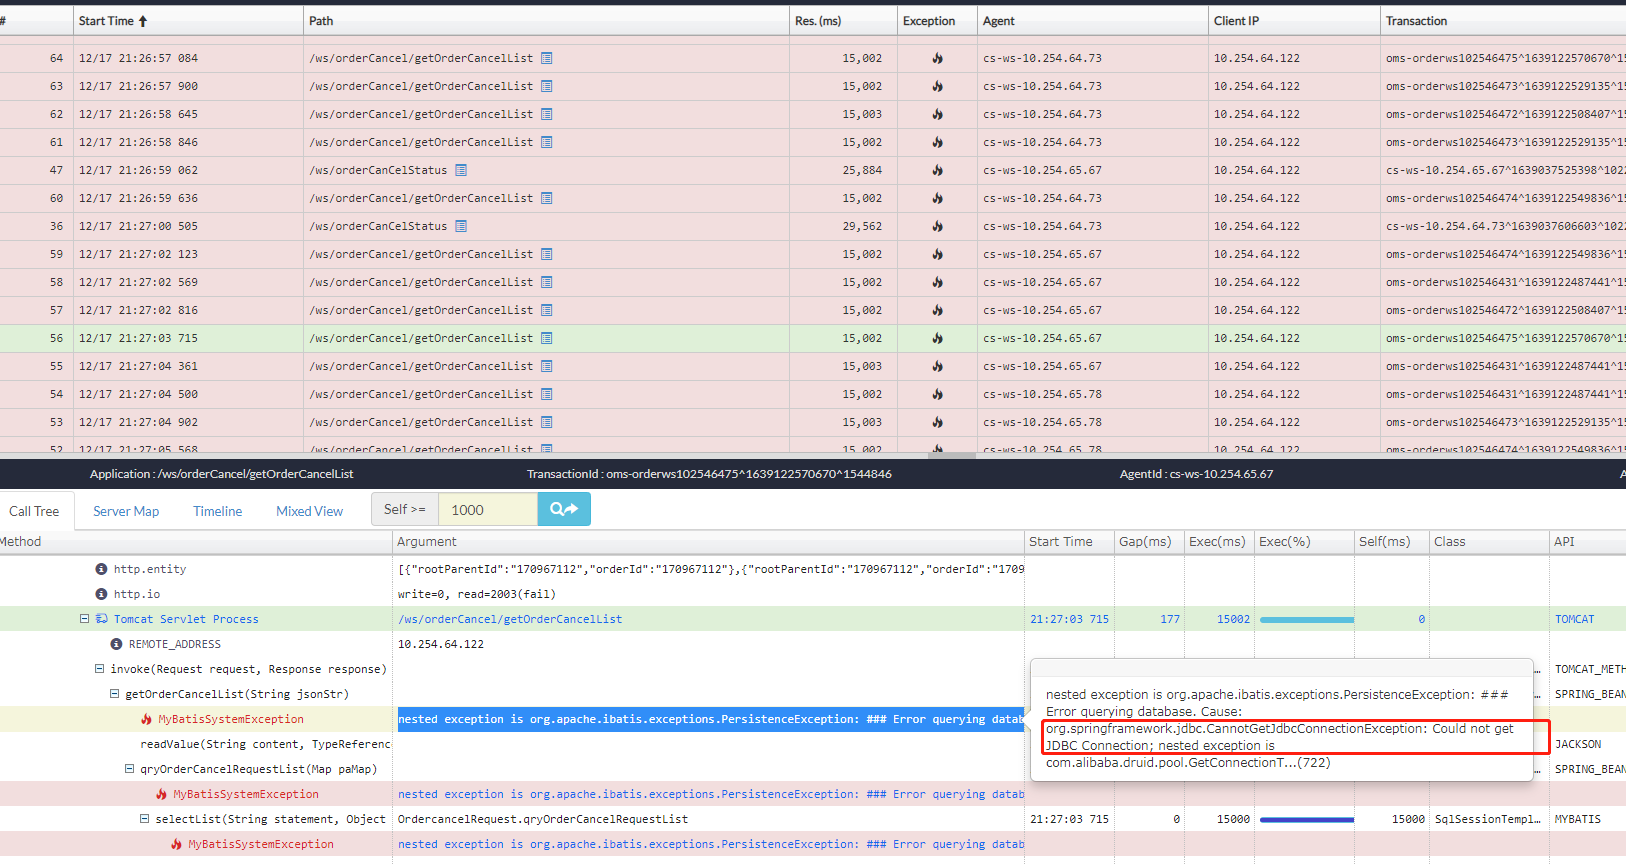 # Start Time Path Res. (ms) Exception Agent Client IP Transaction
64 12/17 21:26:57 084 /ws/orderCancel/getOrderCancelList 15,002 cs-ws-10.254.64.73 10.254.64.122 oms-orderws102546475^1639122570670^15
63 12/17 21:26:57 900 /ws/orderCancel/getOrderCancelList 15,002 cs-ws-10.254.64.73 10.254.64.122 oms-orderws102546473^1639122529135^15
62 12/17 21:26:58 645 /ws/orderCancel/getOrderCancelList 15,003 cs-ws-10.254.64.73 10.254.64.122 oms-orderws102546472^1639122508407^15
61 12/17 21:26:58 846 /ws/orderCancel/getOrderCancelList 15,002 cs-ws-10.254.64.73 10.254.64.122 oms-orderws102546473^1639122529135^15
47 12/17 21:26:59 062 /ws/orderCanCelStatus 25,884 cs-ws-10.254.65.67 10.254.64.122 cs-ws-10.254.65.67^1639037525398^1022
60 12/17 21:26:59 636 /ws/orderCancel/getOrderCancelList 15,002 cs-ws-10.254.64.73 10.254.64.122 oms-orderws102546474^1639122549836^15
36 12/17 21:27:00 505 /ws/orderCanCelStatus 29,562 cs-ws-10.254.64.73 10.254.64.122 cs-ws-10.254.64.73^1639037606603^1022
59 12/17 21:27:02 123 /ws/orderCancel/getOrderCancelList 15,002 cs-ws-10.254.65.67 10.254.64.122 oms-orderws102546474^1639122549836^15
58 12/17 21:27:02 569 /ws/orderCancel/getOrderCancelList 15,002 cs-ws-10.254.65.67 10.254.64.122 oms-orderws102546431^1639122487441^15
57 12/17 21:27:02 816 /ws/orderCancel/getOrderCancelList 15,002 cs-ws-10.254.65.67 10.254.64.122 oms-orderws102546472^1639122508407^15
56 12/17 21:27:03 715 /ws/orderCancel/getOrderCancelList 15,002 cs-ws-10.254.65.67 10.254.64.122 oms-orderws102546475^1639122570670^15
55 12/17 21:27:04 361 /ws/orderCancel/getOrderCancelList 15,003 cs-ws-10.254.65.67 10.254.64.122 oms-orderws102546431^1639122487441^15
54 12/17 21:27:04 500 /ws/orderCancel/getOrderCancelList 15,002 cs-ws-10.254.65.78 10.254.64.122 oms-orderws102546431^1639122487441^15
53 12/17 21:27:04 902 /ws/orderCancel/getOrderCancelList 15,003 cs-ws-10.254.65.78 10.254.64.122 oms-orderws102546473^1639122529135^15
52 12/17 21:27:05 568 /ws/orderCancel/getOrderCancelList 15,002 cs-ws-10.254.65.78 10.254.64.122 oms-orderws102546474^1639122549836^15
Application : /ws/orderCancel/getOrderCancelList TransactionId : oms-orderws102546475^1639122570670^1544846 AgentId : cs-ws-10.254.65.67 A
Call Tree Server Map Timeline Mixed View Self >= 1000
Method Argument Start Time Gap(ms) Exec(ms) Exec(%) Self(ms) Class API
http.entity [{"rootParentId":"170967112","orderId":"170967112"},{"rootParentId":"170967112","orderId":"1709
http.io write=0, read=2003(fail)
Tomcat Servlet Process /ws/orderCancel/getOrderCancelList 21:27:03 715 177 15002 0 TOMCAT
REMOTE_ADDRESS 10.254.64.122
invoke(Request request, Response response) … TOMCAT_METH
getOrderCancelList(String jsonStr) … SPRING_BEAN
MyBatisSystemException nested exception is org.apache.ibatis.exceptions.PersistenceException: ### Error querying datab
readValue(String content, TypeReferenc JACKSON
qryOrderCancelRequestList(Map paMap) … SPRING_BEAN
MyBatisSystemException nested exception is org.apache.ibatis.exceptions.PersistenceException: ### Error querying datab
selectList(String statement, Object OrdercancelRequest.qryOrderCancelRequestList 21:27:03 715 0 15000 15000 SqlSessionTempl… MYBATIS
MyBatisSystemException nested exception is org.apache.ibatis.exceptions.PersistenceException: ### Error querying datab
nested exception is org.apache.ibatis.exceptions.PersistenceException: ###
Error querying database. Cause:
org.springframework.jdbc.CannotGetJdbcConnectionException: Could not get
JDBC Connection; nested exception is
com.alibaba.druid.pool.GetConnectionT...(722)